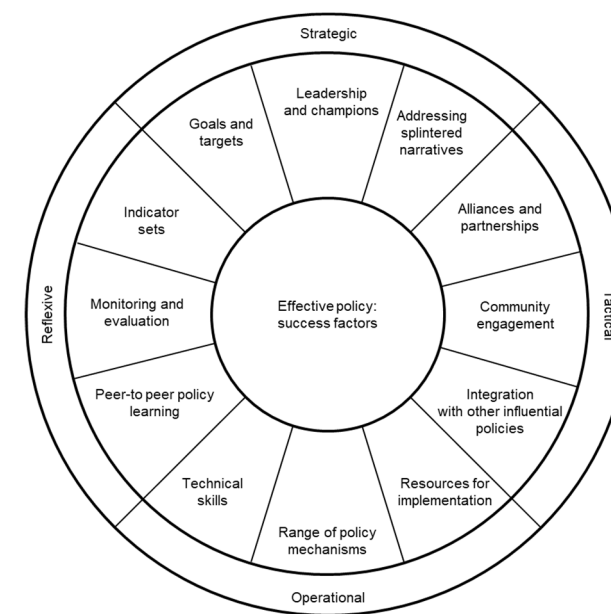 Strategic
Leadership
and champions
Addressing
splintered
narratives
Goals and
targets
Alliances and
partnerships
Indicator
sets
Community
engagement
Effective policy:
success factors
Monitoring and
evaluation
Reflexive
Tactical
Integration
with other influential
policies
Peer-to peer policy
learning
Resources for
implementation
Technical
skills
Range of policy
mechanisms
Operational